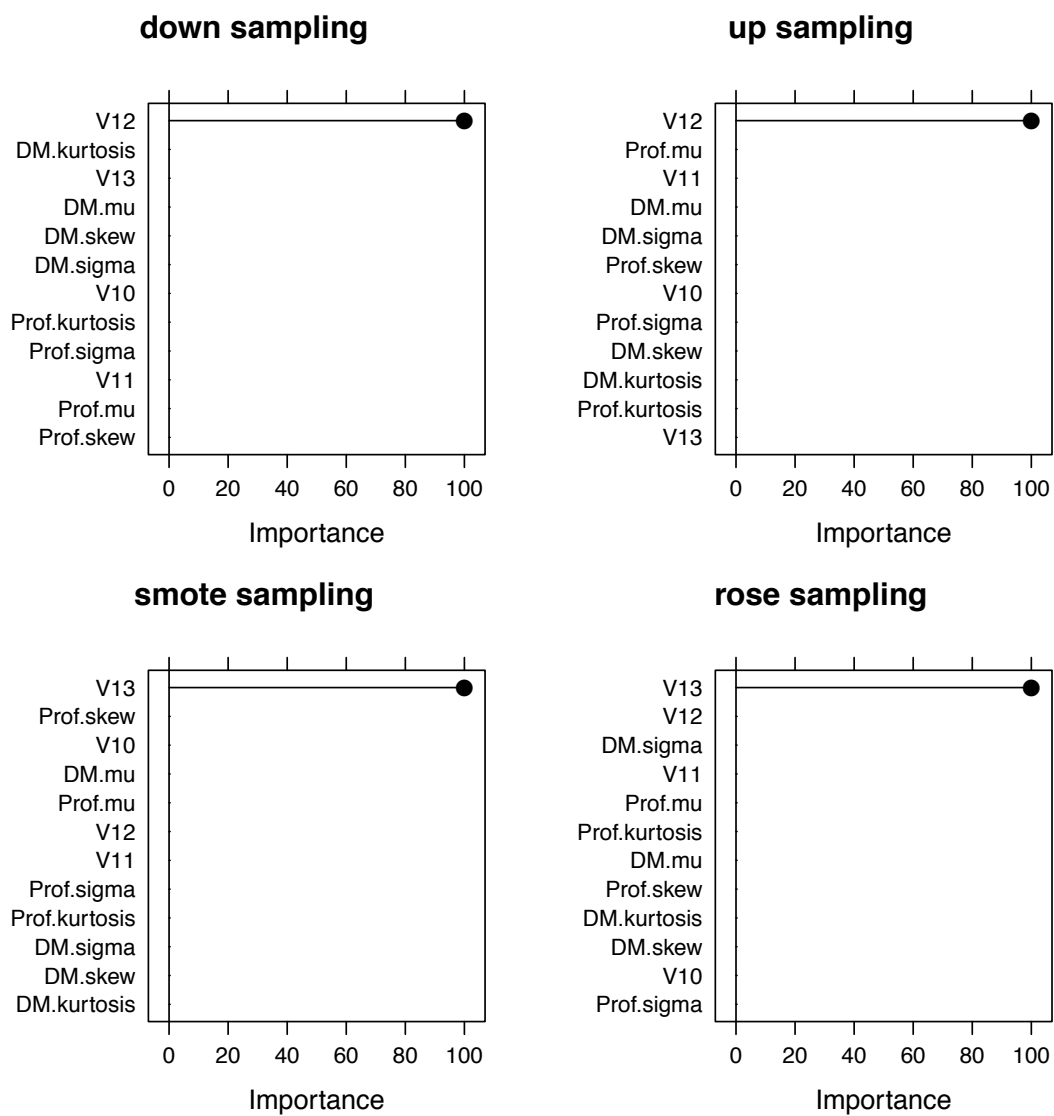 down sampling
V12
DM.kurtosis
V13
DM.mu
DM.skew
DM.sigma
V10
Prof.kurtosis
Prof.sigma
V11
Prof.mu
Prof.skew
0 20 40 60 80 100
Importance
up sampling
V12
Prof.mu
V11
DM.mu
DM.sigma
Prof.skew
V10
Prof.sigma
DM.skew
DM.kurtosis
Prof.kurtosis
V13
0 20 40 60 80 100
Importance
smote sampling
V13
Prof.skew
V10
DM.mu
Prof.mu
V12
V11
Prof.sigma
Prof.kurtosis
DM.sigma
DM.skew
DM.kurtosis
0 20 40 60 80 100
Importance
rose sampling
V13
V12
DM.sigma
V11
Prof.mu
Prof.kurtosis
DM.mu
Prof.skew
DM.kurtosis
DM.skew
V10
Prof.sigma
0 20 40 60 80 100
Importance